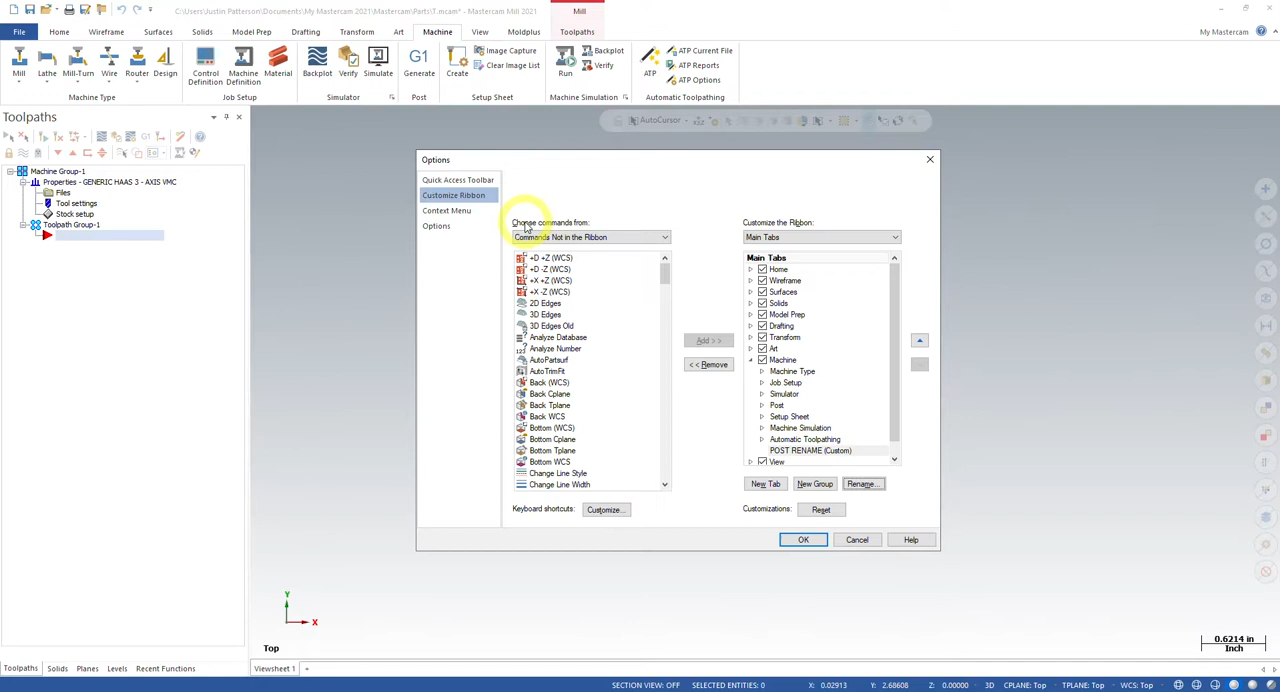 C:\Users\Justin Patterson\Documents\My Mastercam 2021\Mastercam\Parts\T.mcam* - Mastercam Mill 2021
Mill
File Home Wireframe Surfaces Solids Model Prep Drafting Transform Art Machine View Moldplus Toolpaths My Mastercam
Mill Lathe Mill-Turn Wire Router Design
Control Definition Machine Definition Material
Backplot Verify Simulate
G1 Generate
Create Image Capture
Clear Image List
Run Backplot
Verify
ATP ATP Current File
ATP Reports
ATP Options
Machine Type Job Setup Simulator Post Setup Sheet Machine Simulation Automatic Toolpathing
Toolpaths
AutoCursor
G1
Machine Group-1
Properties - GENERIC HAAS 3 - AXIS VMC
Files
Tool settings
Stock setup
Toolpath Group-1
Options
Quick Access Toolbar
Customize Ribbon
Context Menu
Options
Choose commands from:
Commands Not in the Ribbon
+D +Z (WCS)
+D -Z (WCS)
+X +Z (WCS)
+X -Z (WCS)
2D Edges
3D Edges
3D Edges Old
Analyze Database
Analyze Number
AutoPartsurf
AutoTrimFit
Back (WCS)
Back Cplane
Back Tplane
Back WCS
Bottom (WCS)
Bottom Cplane
Bottom Tplane
Bottom WCS
Change Line Style
Change Line Width
Keyboard shortcuts: Customize...
Add >>
<< Remove
Customize the Ribbon:
Main Tabs
Main Tabs
Home
Wireframe
Surfaces
Solids
Model Prep
Drafting
Transform
Art
Machine
Machine Type
Job Setup
Simulator
Post
Setup Sheet
Machine Simulation
Automatic Toolpathing
POST RENAME (Custom)
View
New Tab New Group Rename...
Customizations: Reset
OK Cancel Help
Y
X
Top
0.6214 in
Inch
Toolpaths Solids Planes Levels Recent Functions
Viewsheet 1 +
SECTION VIEW: OFF SELECTED ENTITIES: 0 X: 0.02913 Y: 2.68608 Z: 0.00000 3D CPLANE: Top TPLANE: Top WCS: Top